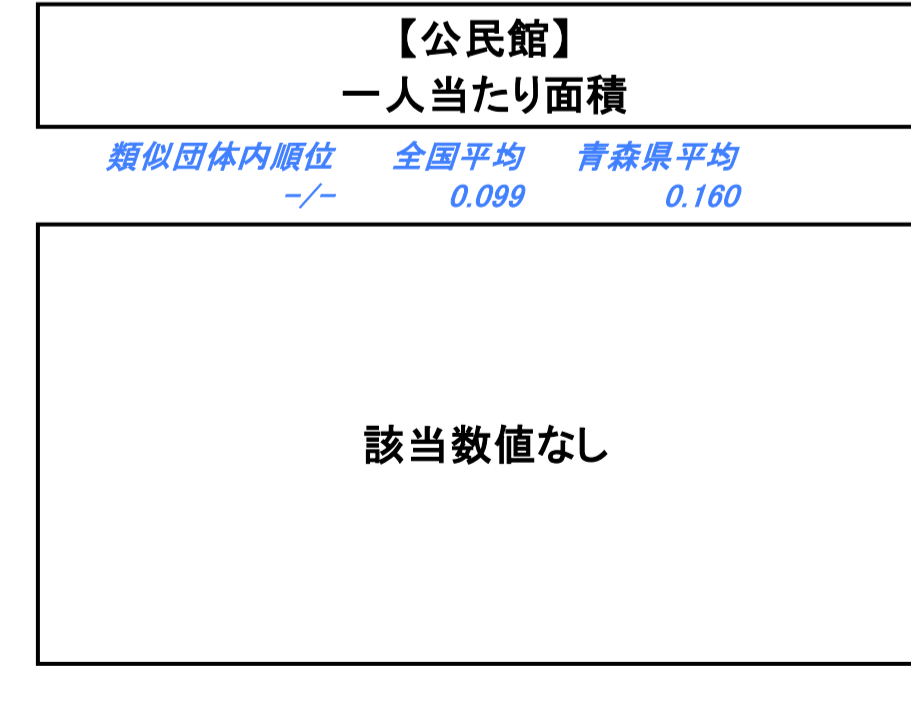 【公民館】
一人当たり面積
類似団体内順位 全国平均 青森県平均
-/- 0.099 0.160
該当数値なし